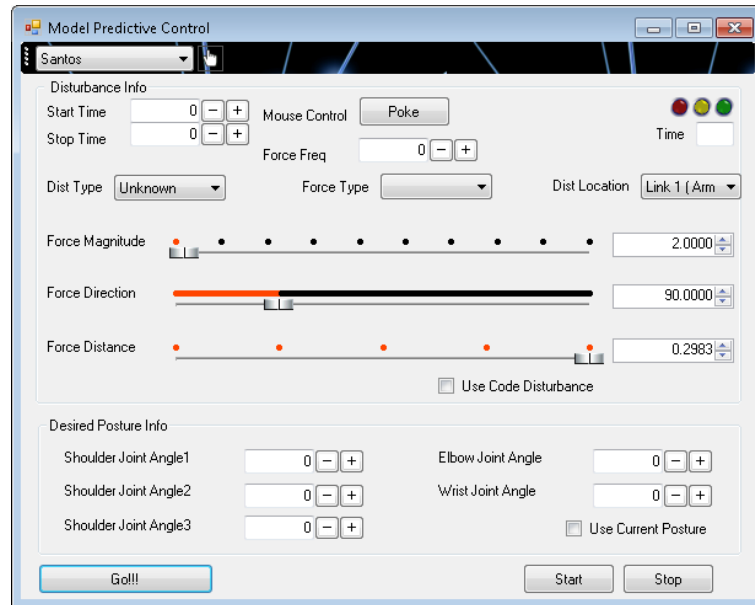 Model Predictive Control
Santos
Disturbance Info
Start Time 0 - +
Mouse Control Poke
Stop Time 0 - +
Time
Force Freq 0 - +
Dist Type Unknown Force Type Dist Location Link 1 ( Arm
Force Magnitude 2.0000
Force Direction 90.0000
Force Distance 0.2983
Use Code Disturbance
Desired Posture Info
Shoulder Joint Angle1 0 - + Elbow Joint Angle 0 - +
Shoulder Joint Angle2 0 - + Wrist Joint Angle 0 - +
Shoulder Joint Angle3 0 - + Use Current Posture
Go!!! Start Stop